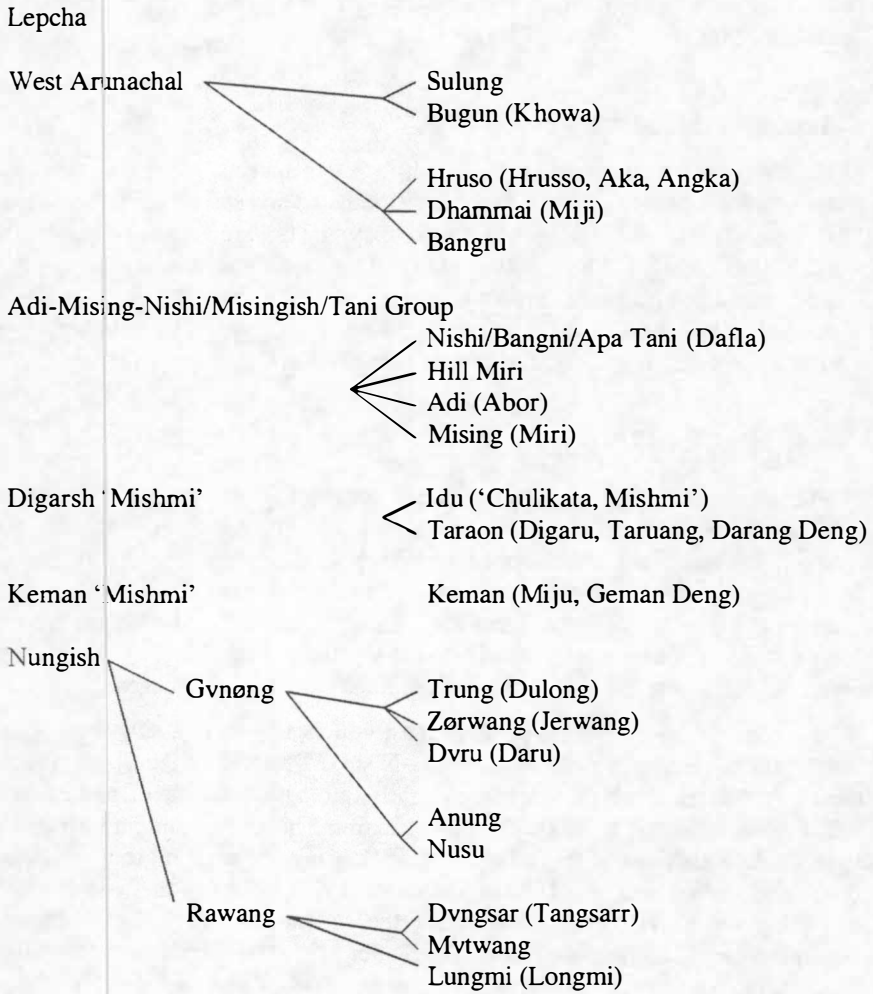 Lepcha
West Arunachal
Sulung
Bugun (Khowa)
Hruso (Hrusso, Aka, Angka)
Dhammai (Miji)
Bangru
Adi-Mising-Nishi/Misingish/Tani Group
Nishi/Bangni/Apa Tani (Dafla)
Hill Miri
Adi (Abor)
Mising (Miri)
Digarsh ‘Mishmi’
Idu (‘Chulikata, Mishmi’)
Taraon (Digaru, Taruang, Darang Deng)
Keman ‘Mishmi’ Keman (Miju, Geman Deng)
Nungish
Gvnøng Trung (Dulong)
Zørwang (Jerwang)
Dvru (Daru)
Anung
Nusu
Rawang Dvngsar (Tangsarr)
Mvtwang
Lungmi (Longmi)